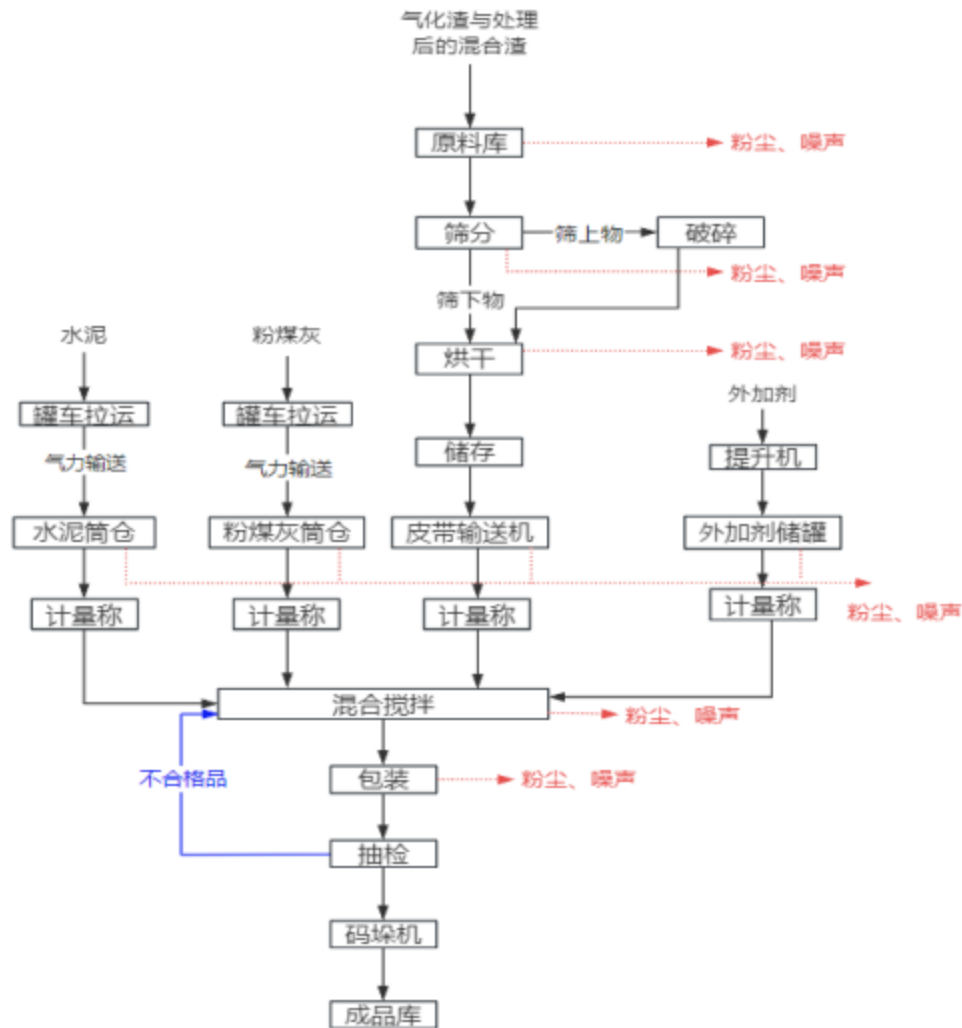 气化渣与处理
后的混合渣
原料库
粉尘、噪声
筛分
筛上物
破碎
粉尘、噪声
筛下物
水泥
粉煤灰
烘干
粉尘、噪声
外加剂
罐车拉运
罐车拉运
气力输送
气力输送
储存
提升机
水泥筒仓
粉煤灰筒仓
皮带输送机
外加剂储罐
计量称
计量称
计量称
计量称
粉尘、噪声
混合搅拌
粉尘、噪声
不合格品
包装
粉尘、噪声
抽检
码垛机
成品库